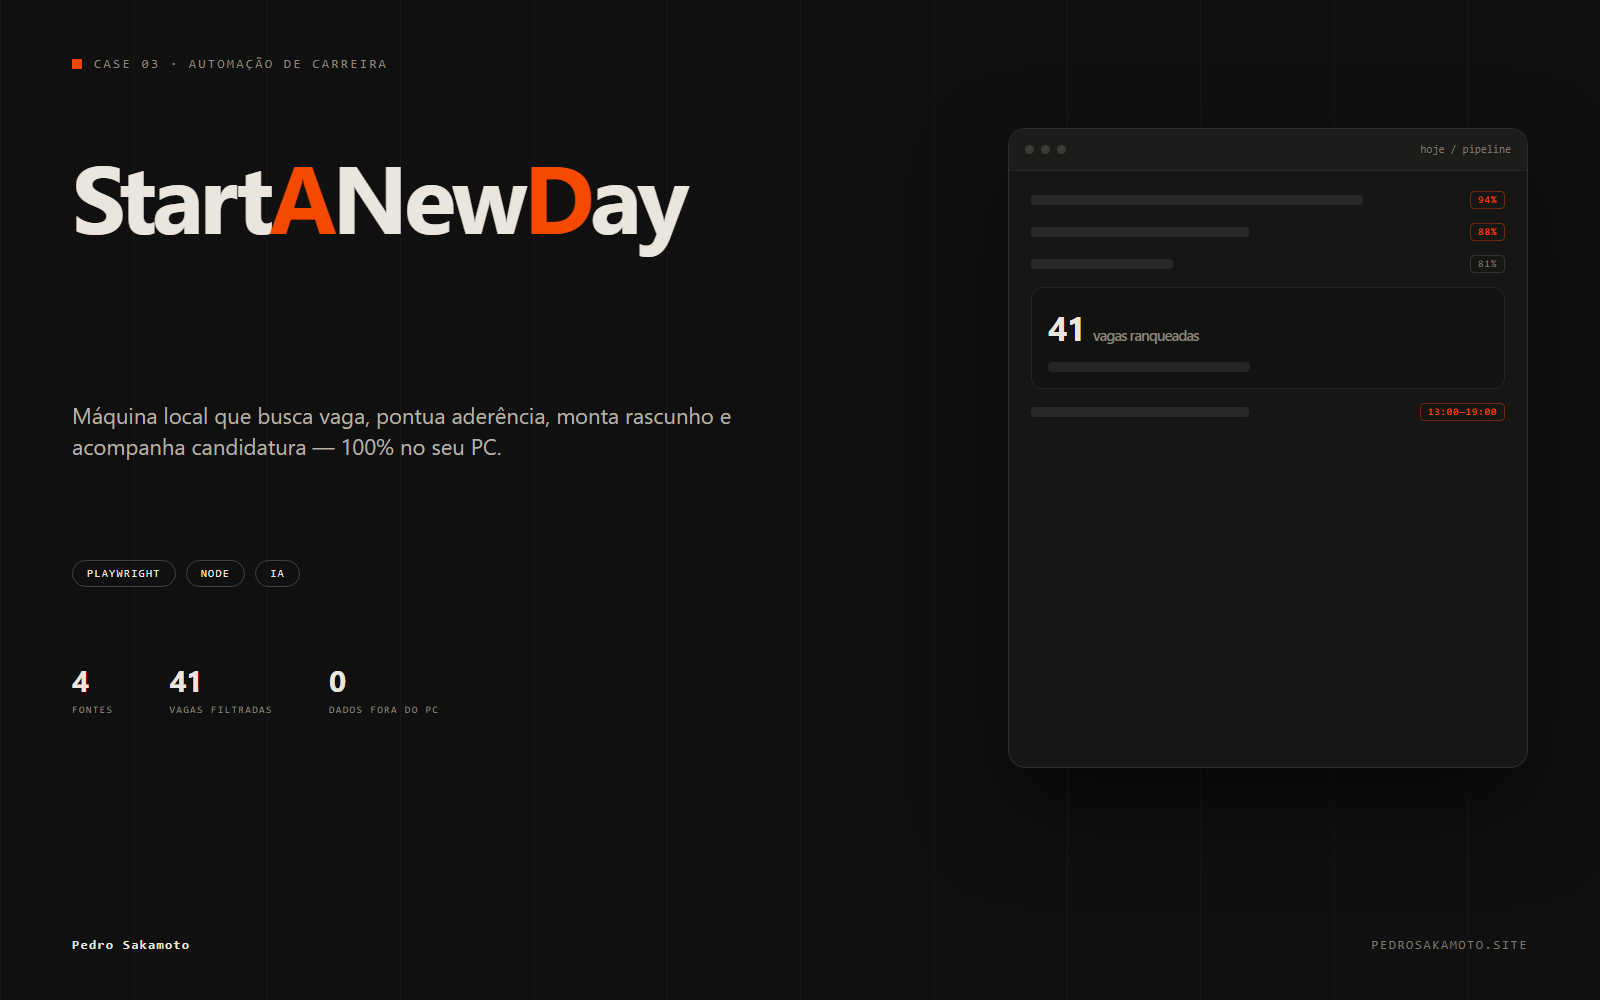 CASE 03 · AUTOMAÇÃO DE CARREIRA
StartANewDay
Máquina local que busca vaga, pontua aderência, monta rascunho e
acompanha candidatura — 100% no seu PC.
PLAYWRIGHT
NODE
IA
4
FONTES
41
VAGAS FILTRADAS
0
DADOS FORA DO PC
hoje / pipeline
94%
88%
81%
41 vagas ranqueadas
13:00–19:00
Pedro Sakamoto
PEDROSAKAMOTO.SITE